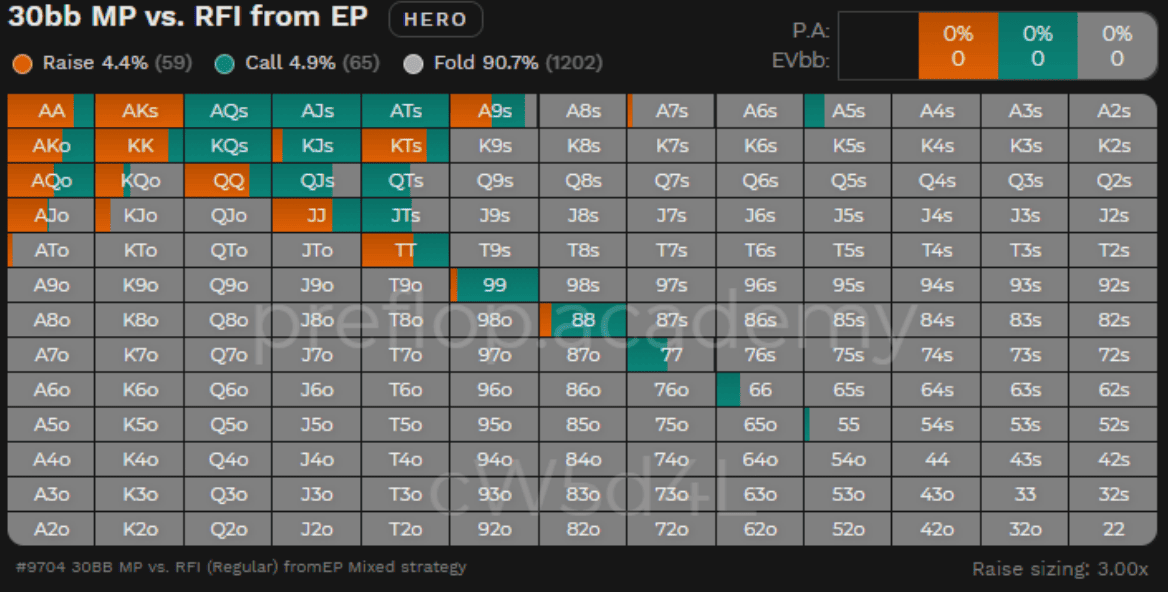 30bb MP vs. RFI from EP HERO
Raise 4.4% (59) Call 4.9% (65) Fold 90.7% (1202)
P.A: 0% 0% 0%
EVbb: 0 0 0
AA AKs AQs AJs ATs A9s A8s A7s A6s A5s A4s A3s A2s
AKo KK KQs KJs KTs K9s K8s K7s K6s K5s K4s K3s K2s
AQo KQo QQ QJs QTs Q9s Q8s Q7s Q6s Q5s Q4s Q3s Q2s
AJo KJo QJo JJ JTs J9s J8s J7s J6s J5s J4s J3s J2s
ATo KTo QTo JTo TT T9s T8s T7s T6s T5s T4s T3s T2s
A9o K9o Q9o J9o T9o 99 98s 97s 96s 95s 94s 93s 92s
A8o K8o Q8o J8o T8o 98o 88 87s 86s 85s 84s 83s 82s
preflop.academy
A7o K7o Q7o J7o T7o 97o 87o 77 76s 75s 74s 73s 72s
A6o K6o Q6o J6o T6o 96o 86o 76o 66 65s 64s 63s 62s
A5o K5o Q5o J5o T5o 95o 85o 75o 65o 55 54s 53s 52s
A4o K4o Q4o J4o T4o 94o 84o 74o 64o 54o 44 43s 42s
A3o K3o Q3o J3o T3o 93o 83o 73o 63o 53o 43o 33 32s
cW5d4L
A2o K2o Q2o J2o T2o 92o 82o 72o 62o 52o 42o 32o 22
#9704 30BB MP vs. RFI (Regular) fromEP Mixed strategy
Raise sizing: 3.00x